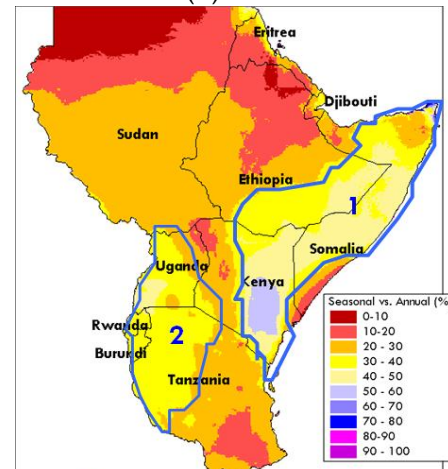 Eritrea
Djibouti
Sudan
Ethiopia
1
Somalia
Uganda
Kenya
Rwanda
2
Burundi
Tanzania
Seasonal vs. Annual (%
0-10
10-20
20 - 30
30 - 40
40 - 50
50 - 60
60 - 70
70 - 80
80-90
90 - 100